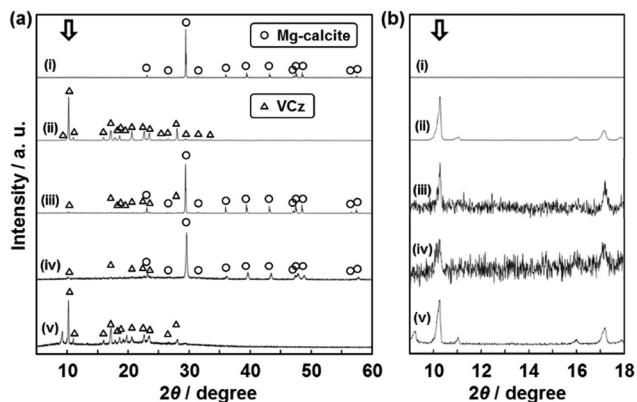 (a)
(b)
○ Mg-calcite
△ VCz
(i)
(ii)
(iii)
(iv)
(v)
(i)
(ii)
(iii)
(iv)
(v)
Intensity / a. u.
10 20 30 40 50 60
10 12 14 16 18
2θ / degree
2θ / degree